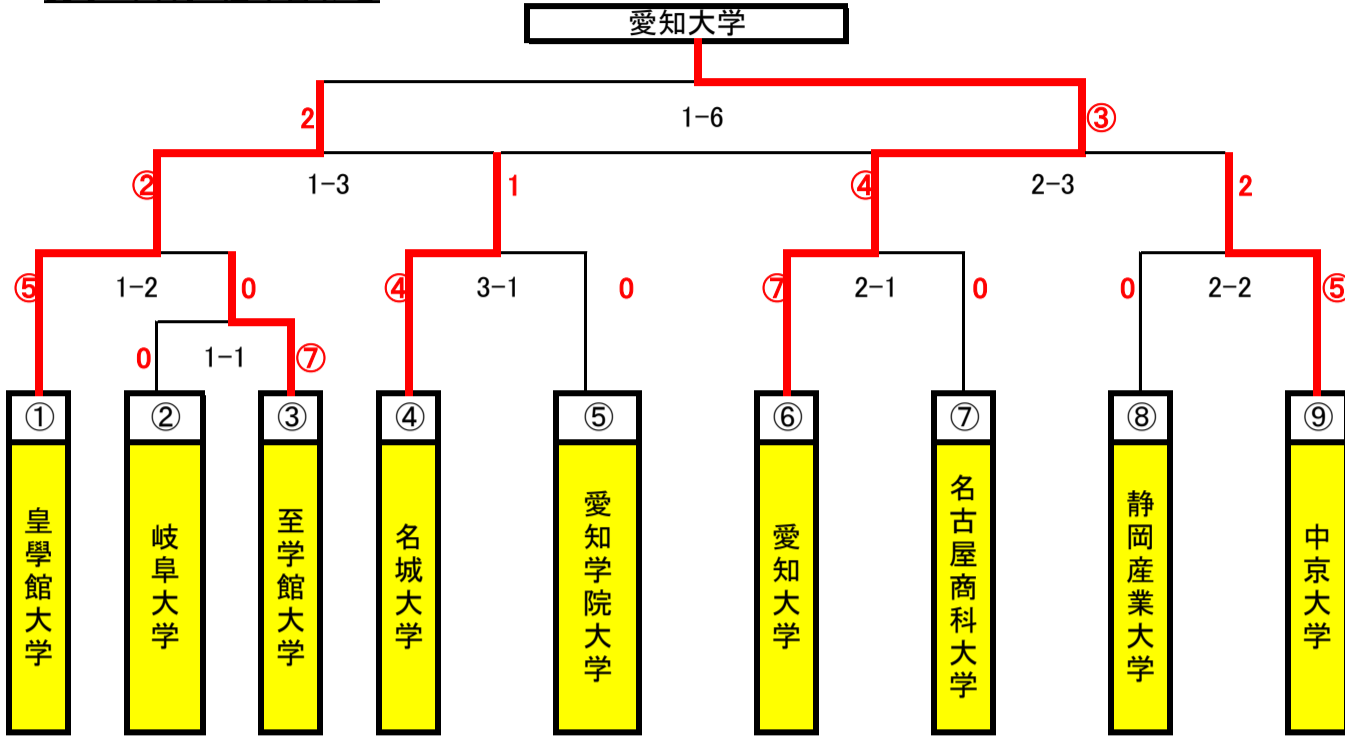 愛知大学
2 1-6 ③
② 1-3 1 ④ 2-3 2
⑤ 1-2 0 ④ 3-1 0 ⑦ 2-1 0 0 2-2 ⑤
0 1-1 ⑦
① ② ③ ④ ⑤ ⑥ ⑦ ⑧ ⑨
皇學館大学
岐阜大学
至学館大学
名城大学
愛知学院大学
愛知大学
名古屋商科大学
静岡産業大学
中京大学